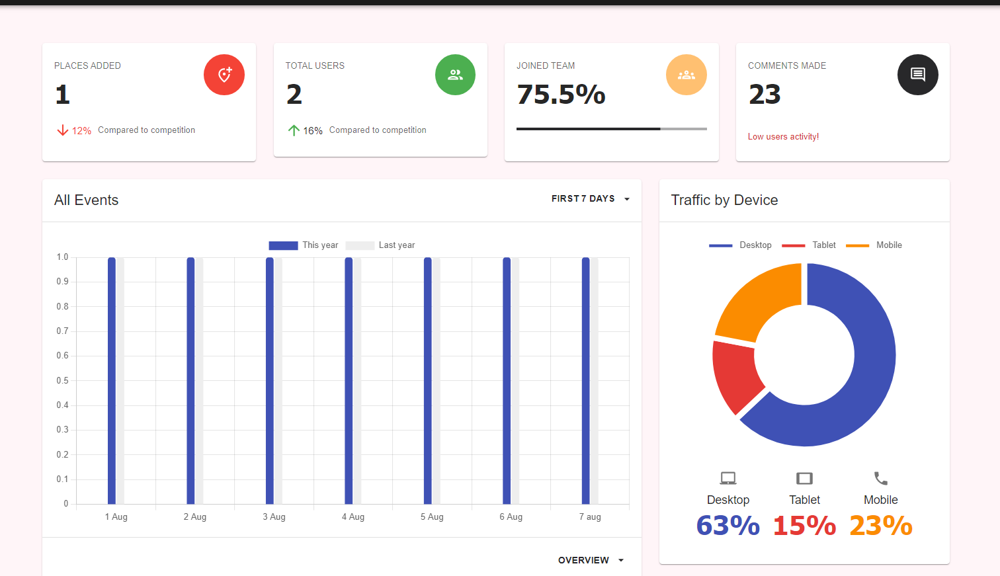 PLACES ADDED
1
12% Compared to competition
TOTAL USERS
2
16% Compared to competition
JOINED TEAM
75.5%
COMMENTS MADE
23
Low users activity!
All Events
FIRST 7 DAYS
This year Last year
1.0
0.9
0.8
0.7
0.6
0.5
0.4
0.3
0.2
0.1
0
1 Aug 2 Aug 3 Aug 4 Aug 5 Aug 6 Aug 7 aug
OVERVIEW
Traffic by Device
Desktop Tablet Mobile
Desktop Tablet Mobile
63% 15% 23%